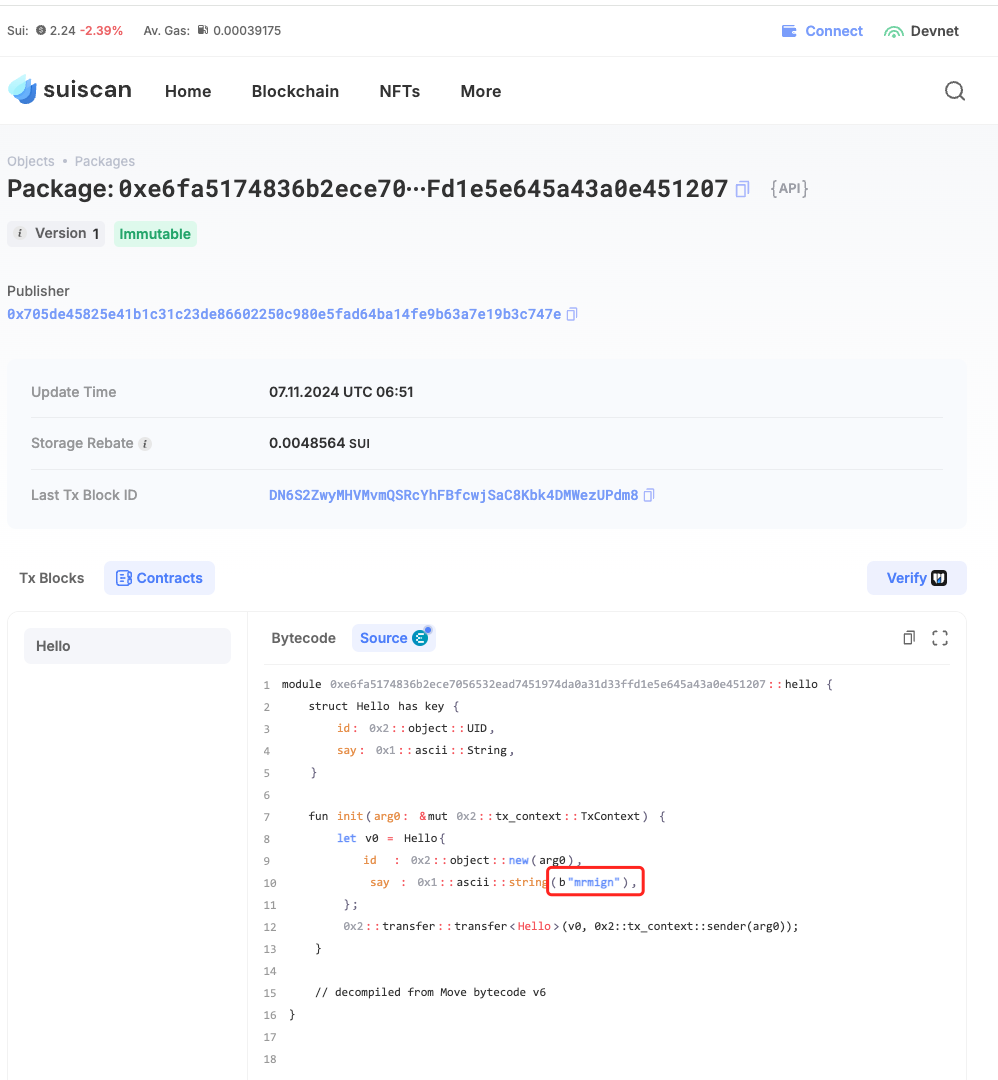 Sui: 2.24 -2.39% Av. Gas: 0.00039175 Connect Devnet
suiscan Home Blockchain NFTs More
Objects • Packages
Package: 0xe6fa5174836b2ece70···Fd1e5e645a43a0e451207 {API}
i Version 1 Immutable
Publisher
0x705de45825e41b1c31c23de86602250c980e5fad64ba14fe9b63a7e19b3c747e
Update Time 07.11.2024 UTC 06:51
Storage Rebate i 0.0048564 SUI
Last Tx Block ID DN6S2ZwyMHVMvmQSRcYhFBfcwjSaC8Kbk4DMWezUPdm8
Tx Blocks Contracts Verify
Hello
Bytecode Source
1 module 0xe6fa5174836b2ece7056532ead7451974da0a31d33ffd1e5e645a43a0e451207::hello {
2 struct Hello has key {
3 id: 0x2::object::UID,
4 say: 0x1::ascii::String,
5 }
6
7 fun init(arg0: &mut 0x2::tx_context::TxContext) {
8 let v0 = Hello{
9 id : 0x2::object::new(arg0),
10 say : 0x1::ascii::string(b"mrmign"),
11 };
12 0x2::transfer::transfer<Hello>(v0, 0x2::tx_context::sender(arg0));
13 }
14
15 // decompiled from Move bytecode v6
16 }
17
18